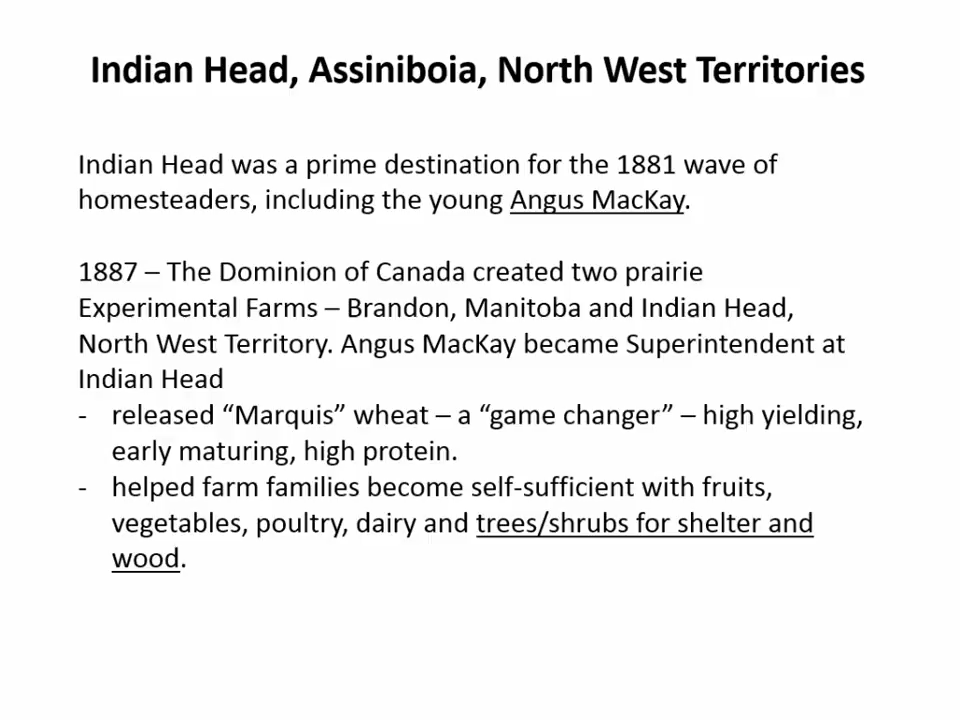 Indian Head, Assiniboia, North West Territories
Indian Head was a prime destination for the 1881 wave of
homesteaders, including the young Angus MacKay.
1887 – The Dominion of Canada created two prairie
Experimental Farms – Brandon, Manitoba and Indian Head,
North West Territory. Angus MacKay became Superintendent at
Indian Head
- released “Marquis” wheat – a “game changer” – high yielding,
early maturing, high protein.
- helped farm families become self-sufficient with fruits,
vegetables, poultry, dairy and trees/shrubs for shelter and
wood.